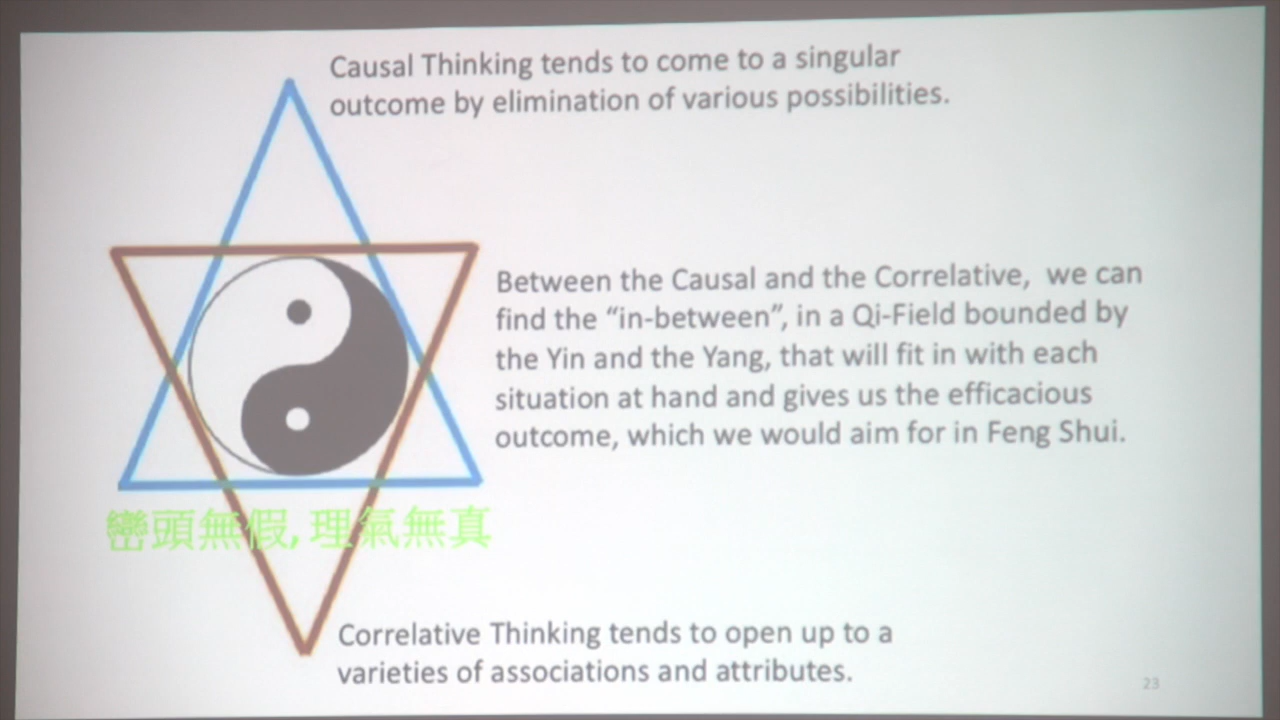 Causal Thinking tends to come to a singular
outcome by elimination of various possibilities.
Between the Causal and the Correlative, we can
find the “in-between”, in a Qi-Field bounded by
the Yin and the Yang, that will fit in with each
situation at hand and gives us the efficacious
outcome, which we would aim for in Feng Shui.
巒頭無假, 理氣無真
Correlative Thinking tends to open up to a
varieties of associations and attributes.
23